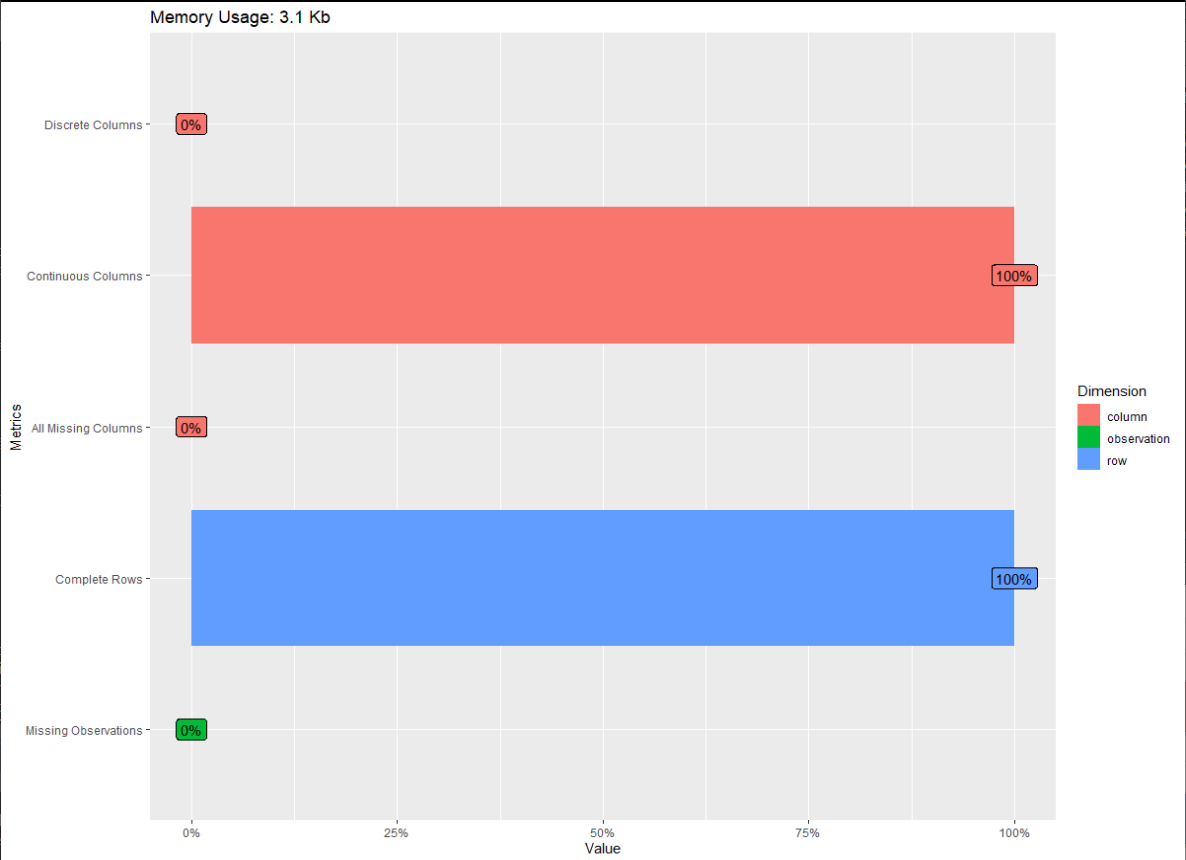 Memory Usage: 3.1 Kb
Discrete Columns
0%
Continuous Columns
100%
All Missing Columns
0%
Complete Rows
100%
Missing Observations
0%
Metrics
0%
25%
50%
75%
100%
Value
Dimension
column
observation
row